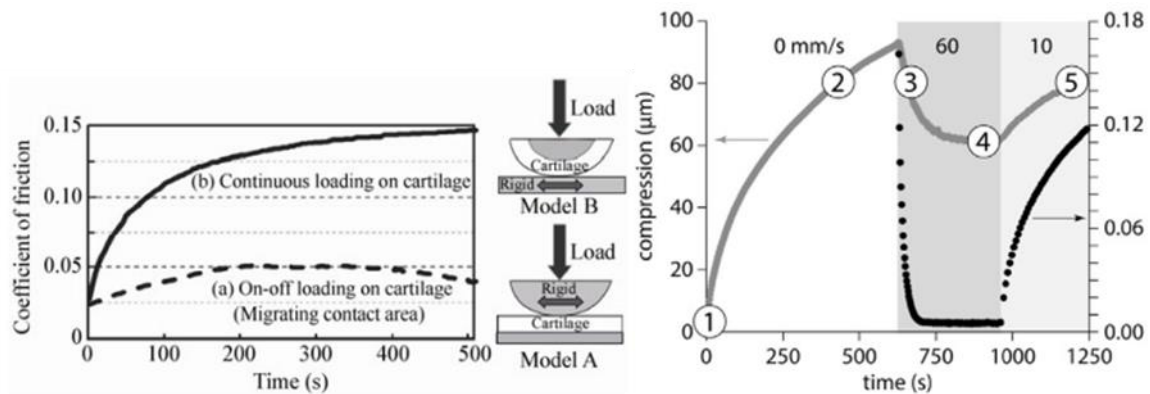 Coefficient of friction
0.15
0.10
0.05
0
0 100 200 300 400 500
Time (s)
(b) Continuous loading on cartilage
(a) On-off loading on cartilage
(Migrating contact area)
Load
Cartilage
Rigid
Model B
Load
Rigid
Cartilage
Model A
compression (µm)
100
80
60
40
20
0
0 mm/s
60
10
1
2
3
4
5
0.18
0.12
0.06
0.00
0 250 500 750 1000 1250
time (s)